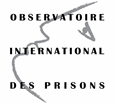 OBSERVATOIRE
INTERNATIONAL
DES PRISONS